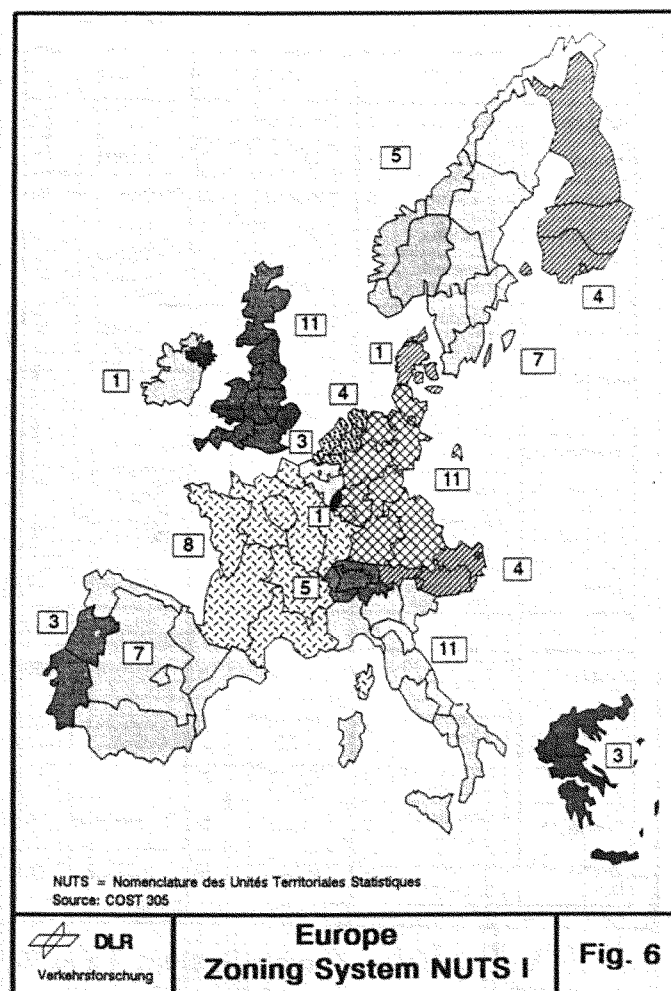 5
4
11
1
7
1
4
3
11
1
8
5
4
3
7
11
3
NUTS = Nomenclature des Unités Territoriales Statistiques
Source: COST 305
DLR
Verkehrsforschung
Europe
Zoning System NUTS I
Fig. 6